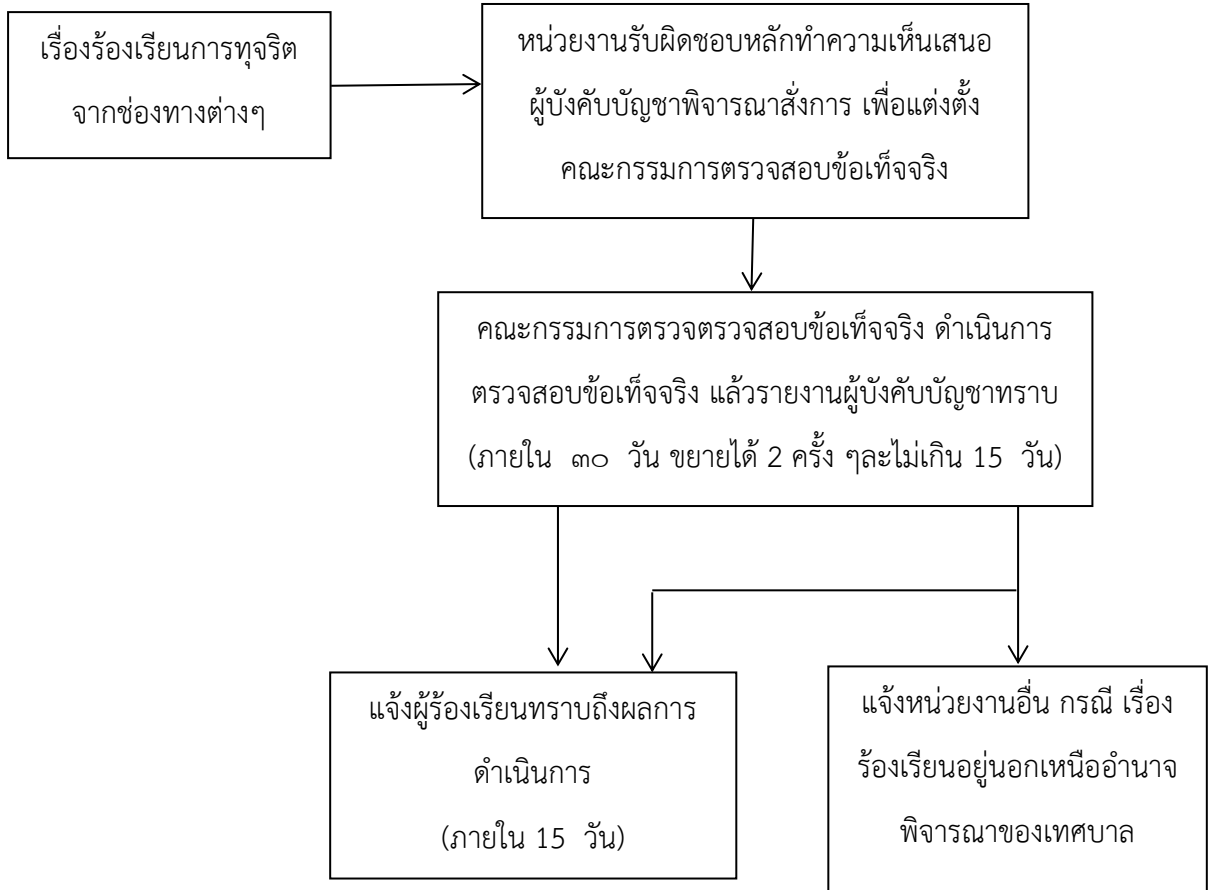 เรื่องร้องเรียนการทุจริต
จากช่องทางต่างๆ
หน่วยงานรับผิดชอบหลักทำความเห็นเสนอ
ผู้บังคับบัญชาพิจารณาสั่งการ เพื่อแต่งตั้ง
คณะกรรมการตรวจสอบข้อเท็จจริง
คณะกรรมการตรวจตรวจสอบข้อเท็จจริง ดำเนินการ
ตรวจสอบข้อเท็จจริง แล้วรายงานผู้บังคับบัญชาทราบ
(ภายใน ๓๐ วัน ขยายได้ 2 ครั้ง ๆละไม่เกิน 15 วัน)
แจ้งผู้ร้องเรียนทราบถึงผลการ
ดำเนินการ
(ภายใน 15 วัน)
แจ้งหน่วยงานอื่น กรณี เรื่อง
ร้องเรียนอยู่นอกเหนืออำนาจ
พิจารณาของเทศบาล